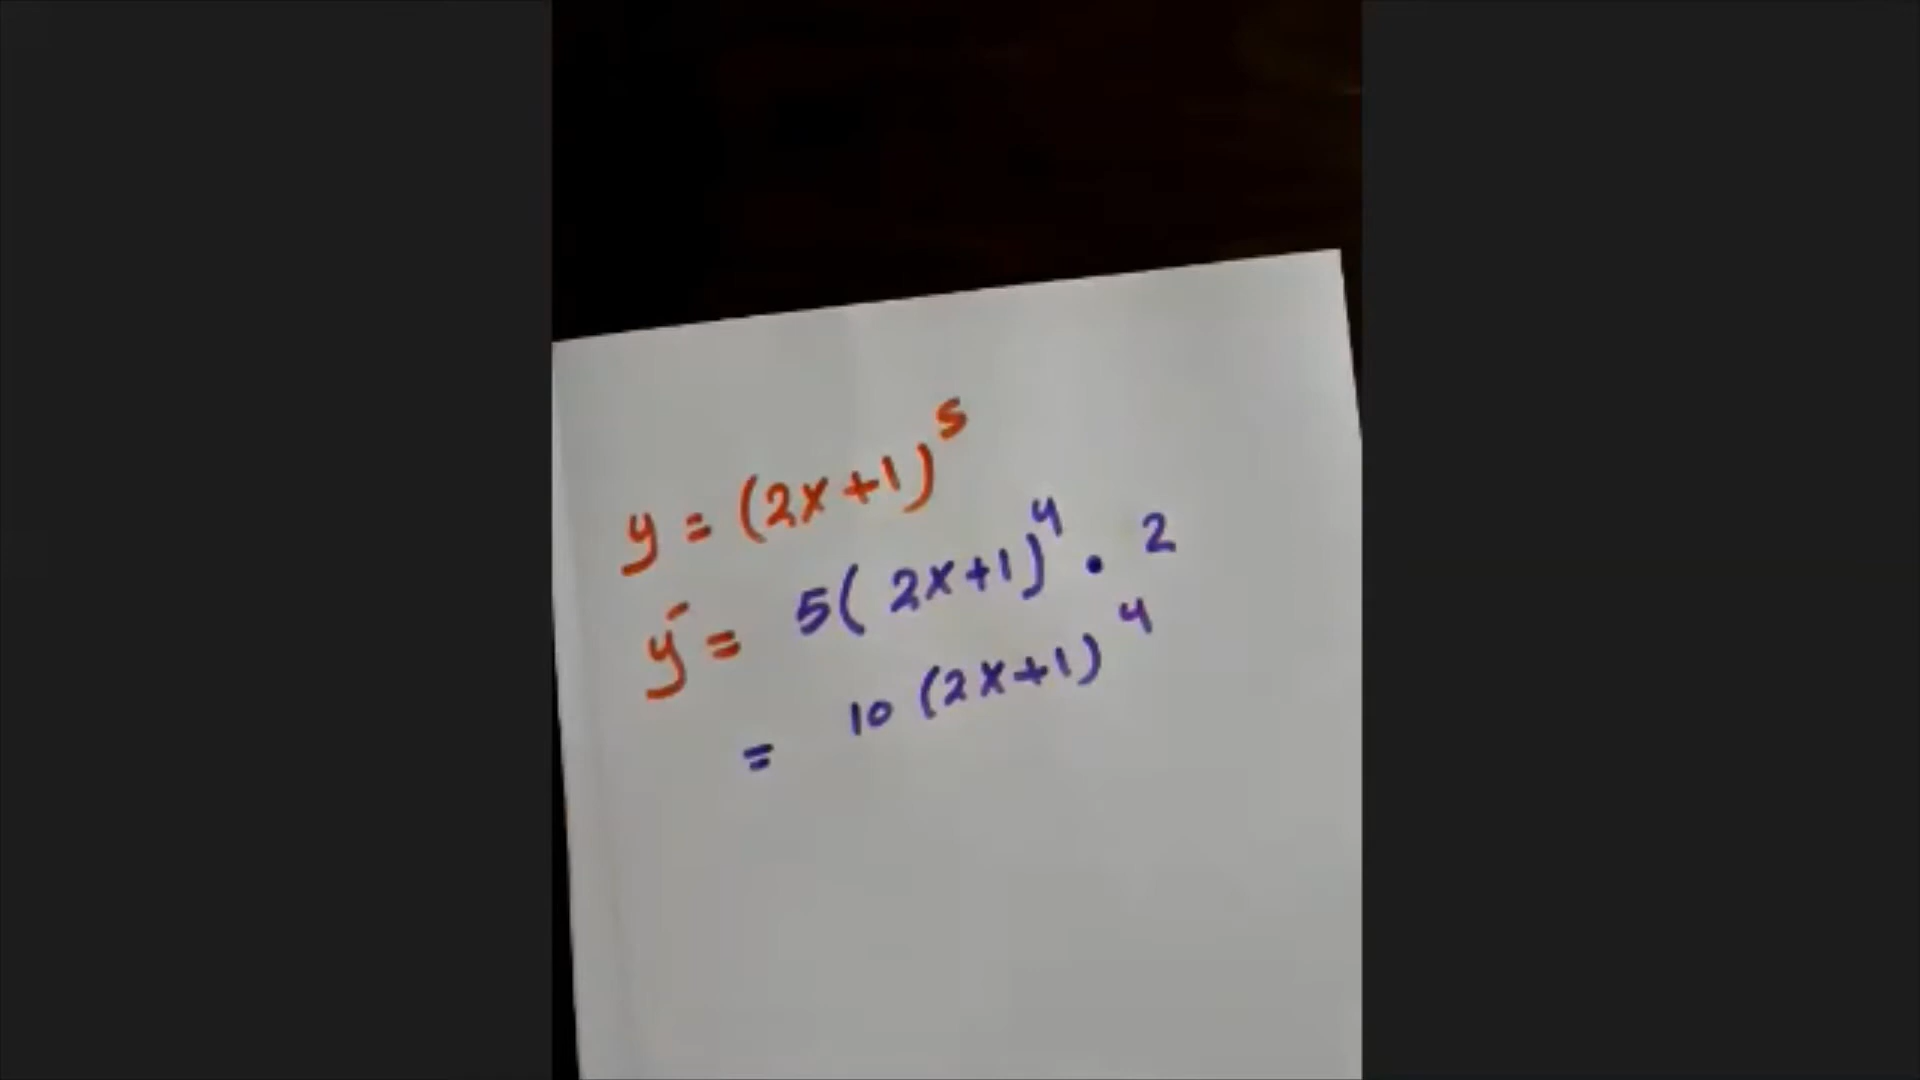 y = (2x+1)⁵
y′ = 5(2x+1)⁴ · 2
= 10 (2x+1)⁴